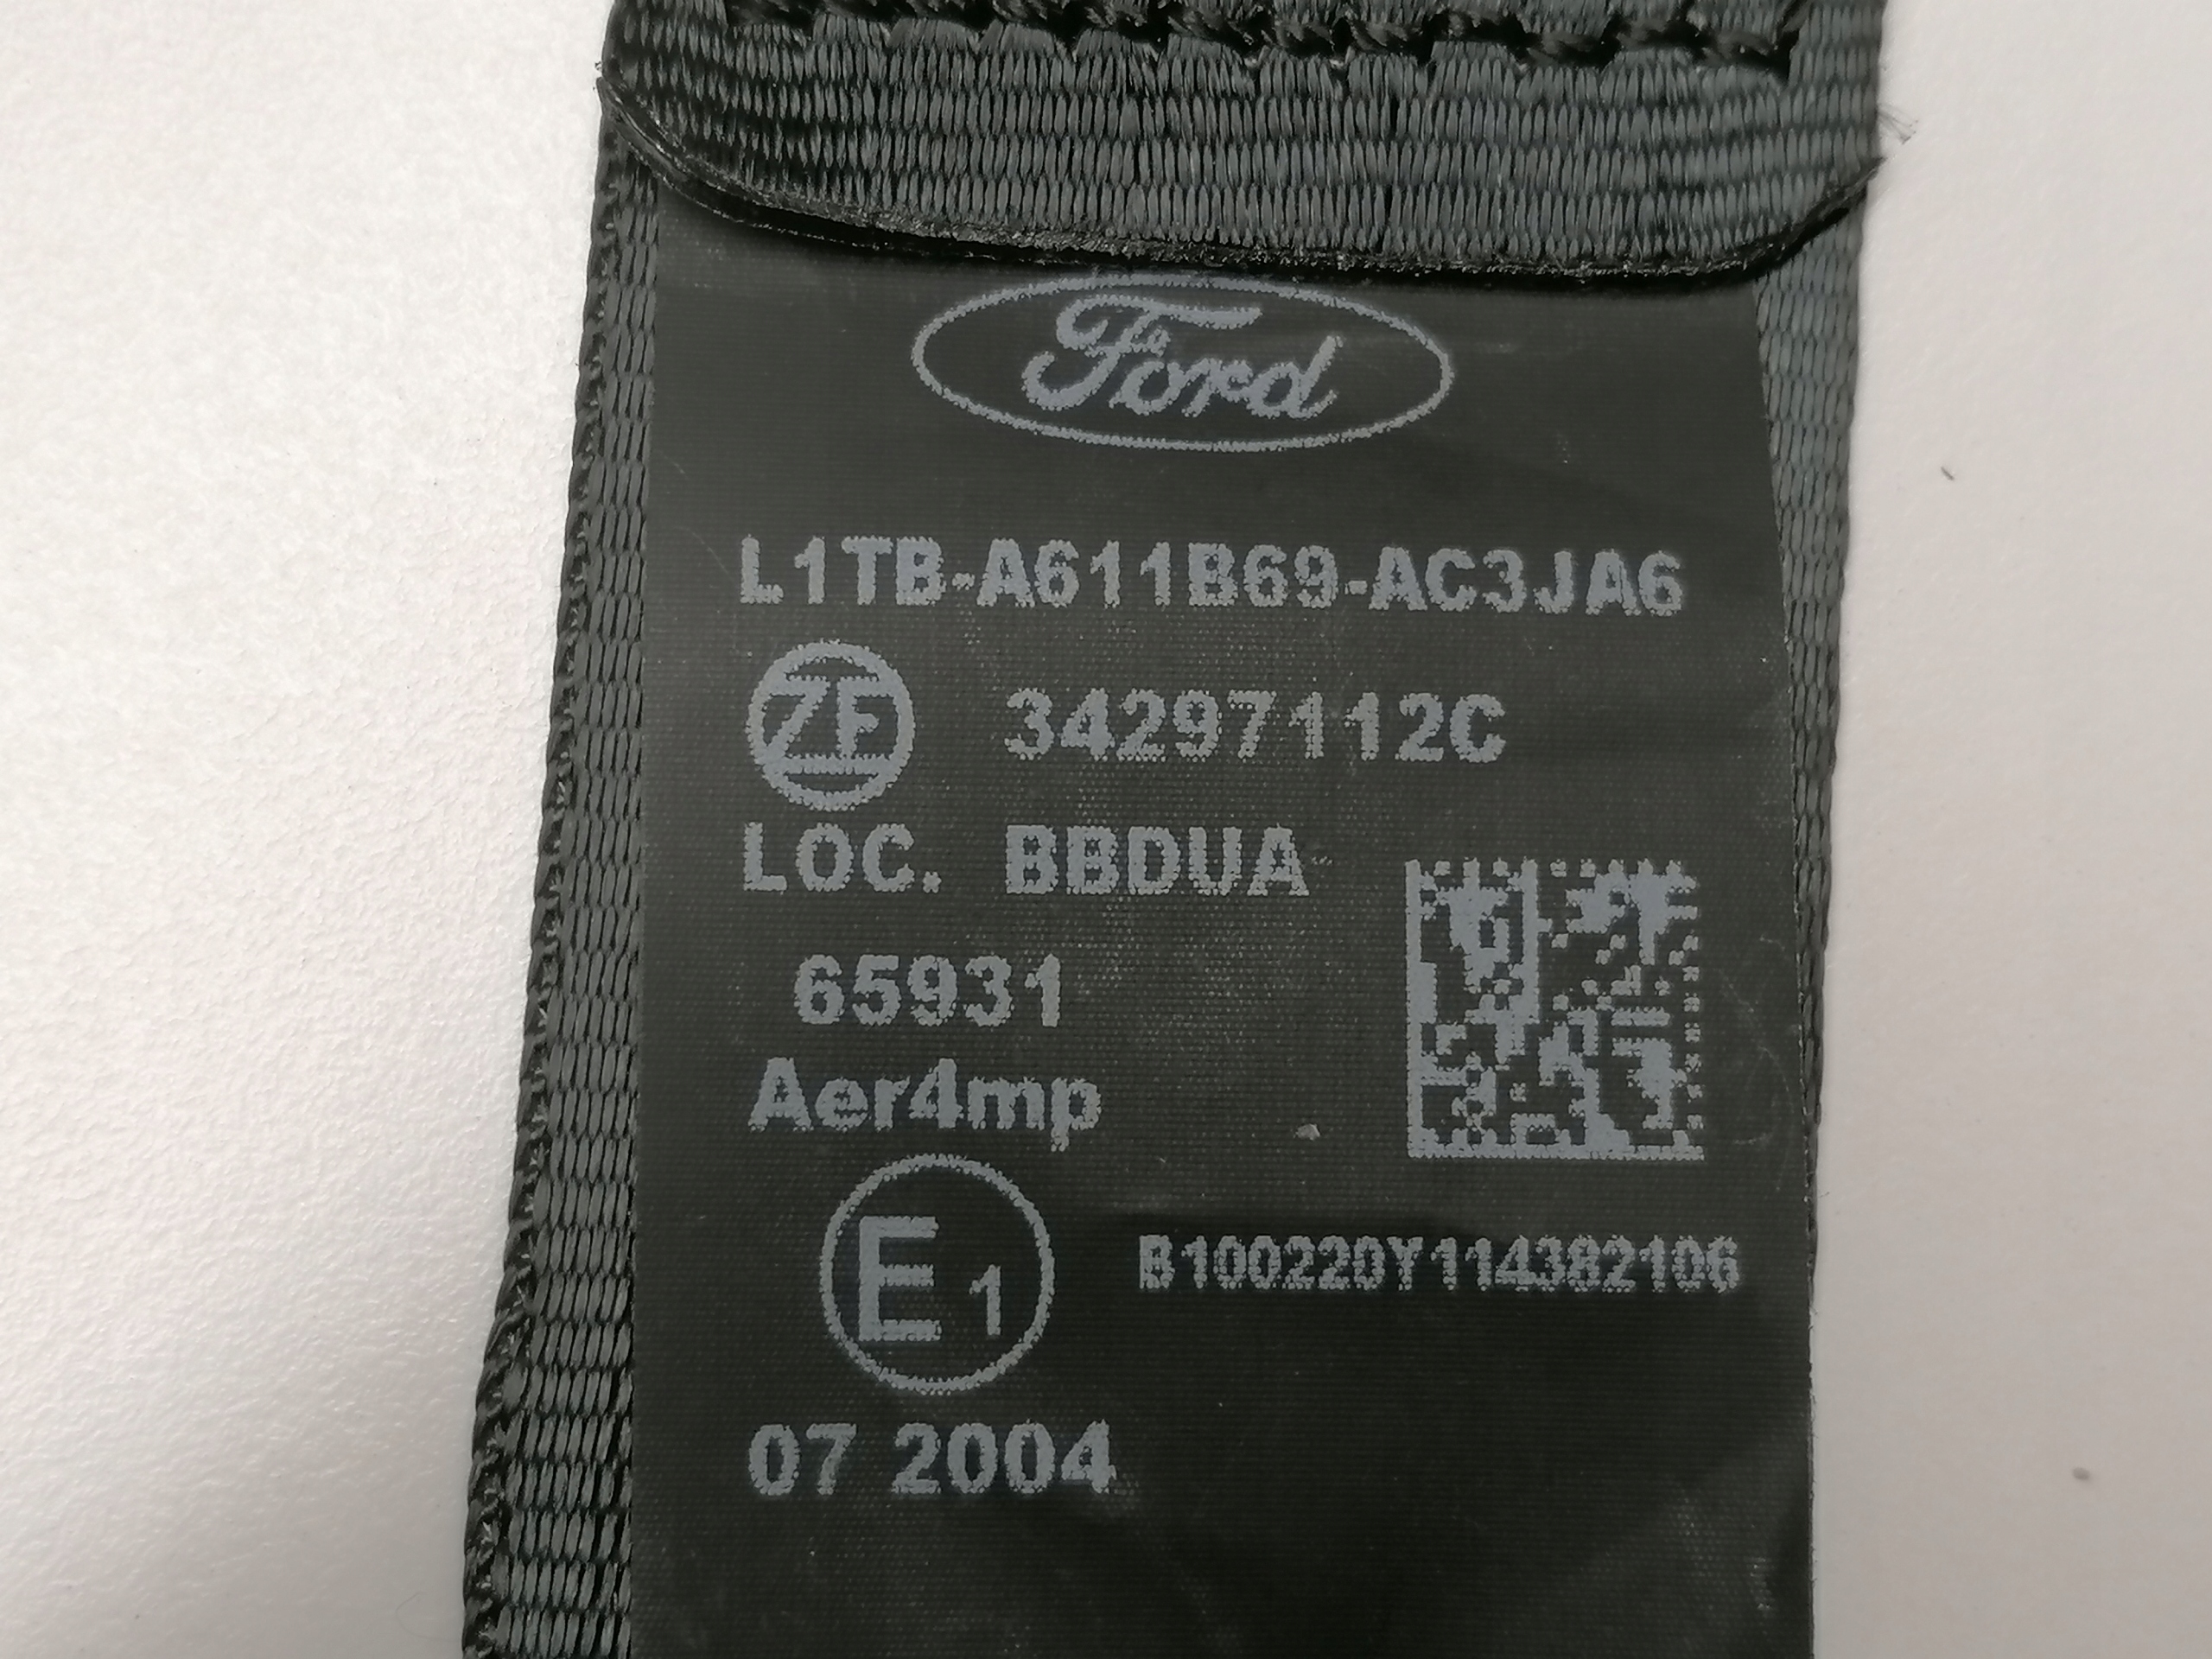 Ford
L1TB-A611B69-AC3JA6
ZF 34297112C
LOC. BBDUA
65931
Aer4mp
E1
B100220Y114382106
07 2004